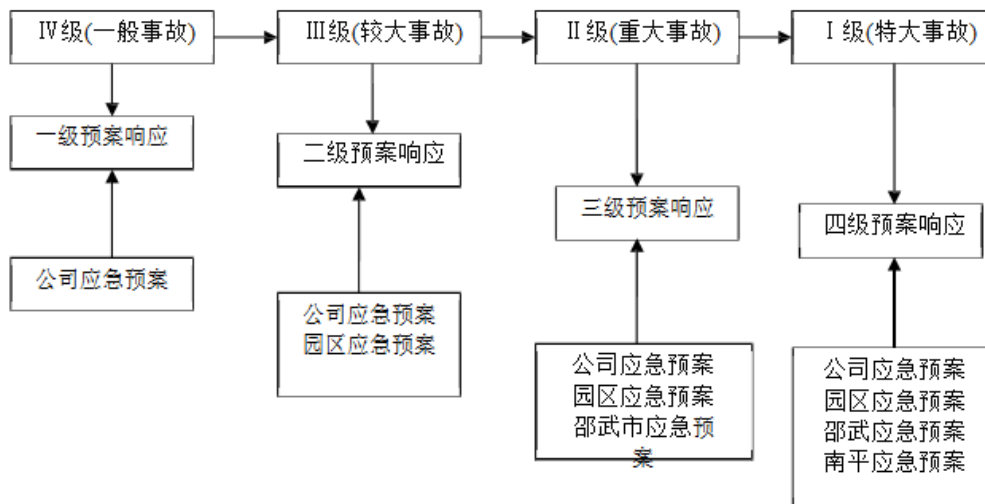 Ⅳ级(一般事故)
Ⅲ级(较大事故)
Ⅱ级(重大事故)
Ⅰ级(特大事故)
一级预案响应
二级预案响应
三级预案响应
四级预案响应
公司应急预案
公司应急预案
园区应急预案
公司应急预案
园区应急预案
邵武市应急预
案
公司应急预案
园区应急预案
邵武应急预案
南平应急预案